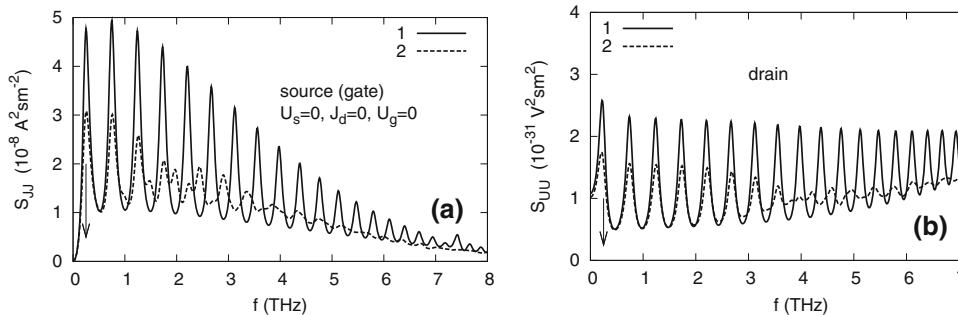 5
4
3
2
1
0
S_JJ (10^-8 A^2sm^-2)
1
2
source (gate)
U_s=0, J_d=0, U_g=0
(a)
0 1 2 3 4 5 6 7 8
f (THz)
4
3
2
1
0
S_UU (10^-31 V^2sm^2)
1
2
drain
(b)
0 1 2 3 4 5 6 7
f (THz)